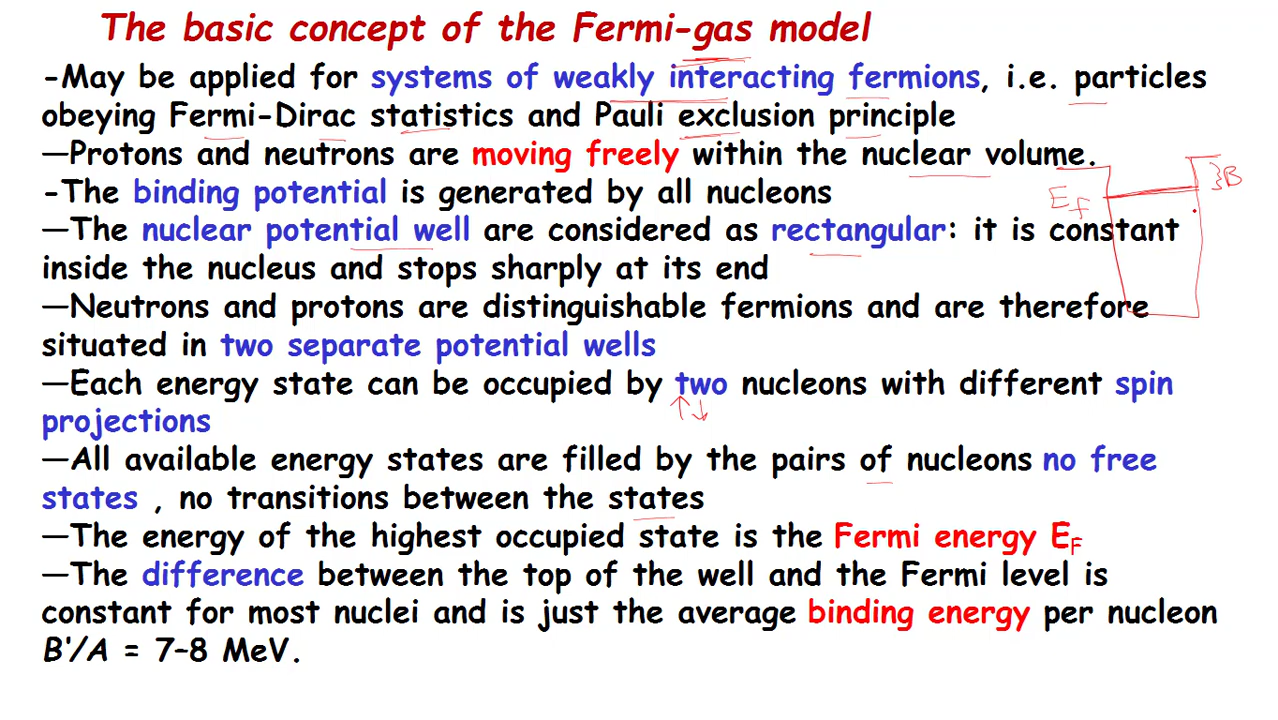 The basic concept of the Fermi-gas model
-May be applied for systems of weakly interacting fermions, i.e. particles
obeying Fermi-Dirac statistics and Pauli exclusion principle
—Protons and neutrons are moving freely within the nuclear volume.
-The binding potential is generated by all nucleons
E_f
}B
—The nuclear potential well are considered as rectangular: it is constant
inside the nucleus and stops sharply at its end
—Neutrons and protons are distinguishable fermions and are therefore
situated in two separate potential wells
—Each energy state can be occupied by two nucleons with different spin
↑↓
projections
—All available energy states are filled by the pairs of nucleons no free
states , no transitions between the states
—The energy of the highest occupied state is the Fermi energy E_F
—The difference between the top of the well and the Fermi level is
constant for most nuclei and is just the average binding energy per nucleon
B'/A = 7–8 MeV.